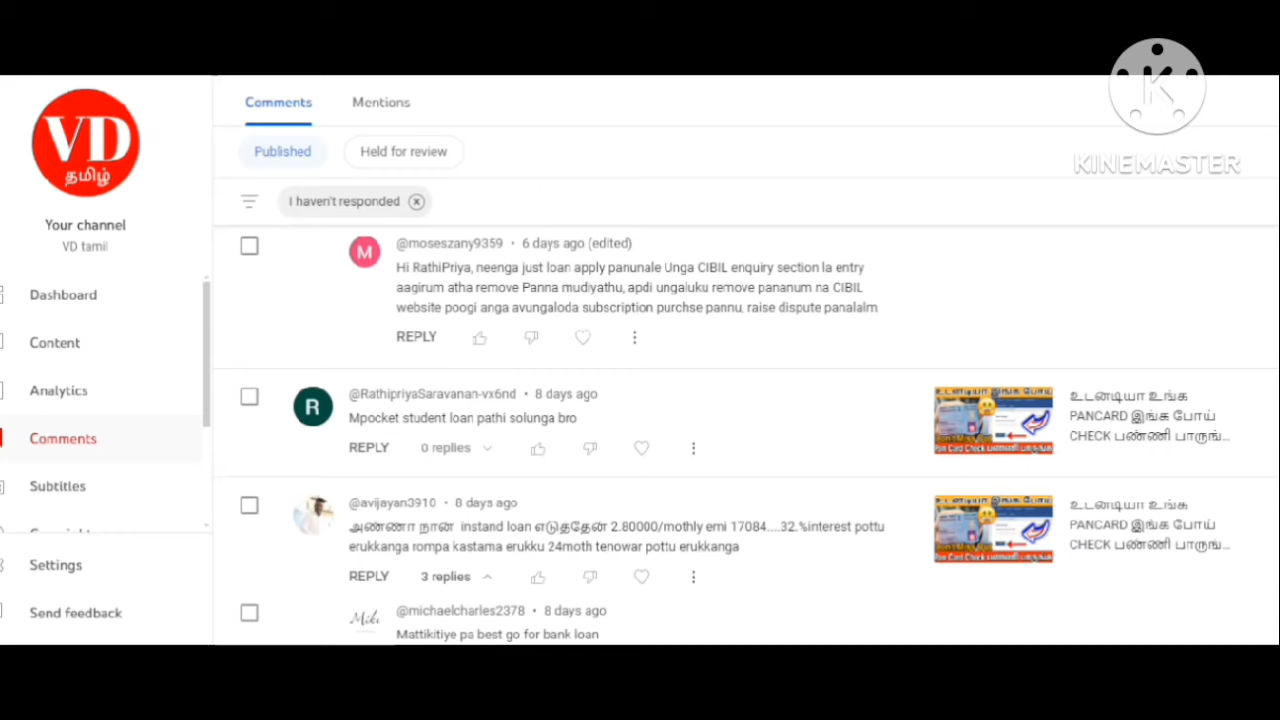 KINEMASTER
VD
தமிழ்
Your channel
VD tamil
Dashboard
Content
Analytics
Comments
Subtitles
Settings
Send feedback
Comments
Mentions
Published
Held for review
I haven't responded
M
@moseszany9359 • 6 days ago (edited)
Hi RathiPriya, neenga just loan apply panunale Unga CIBIL enquiry section la entry
aagirum atha remove Panna mudiyathu, apdi ungaluku remove pananum na CIBIL
website poogi anga avungaloda subscription purchse pannu, raise dispute panalalm
REPLY
R
@RathipriyaSaravanan-vx6nd • 8 days ago
Mpocket student loan pathi solunga bro
REPLY 0 replies
உடனடியா உங்க
PANCARD இங்க போய்
CHECK பண்ணி பாருங்...
@avijayan3910 • 8 days ago
அண்ணா நான் instand loan எடுத்தேன் 2.80000/mothly emi 17084....32.%interest pottu
erukkanga rompa kastama erukku 24moth tenowar pottu erukkanga
REPLY 3 replies
உடனடியா உங்க
PANCARD இங்க போய்
CHECK பண்ணி பாருங்...
Miki
@michaelcharles2378 • 8 days ago
Mattikitiye pa best go for bank loan